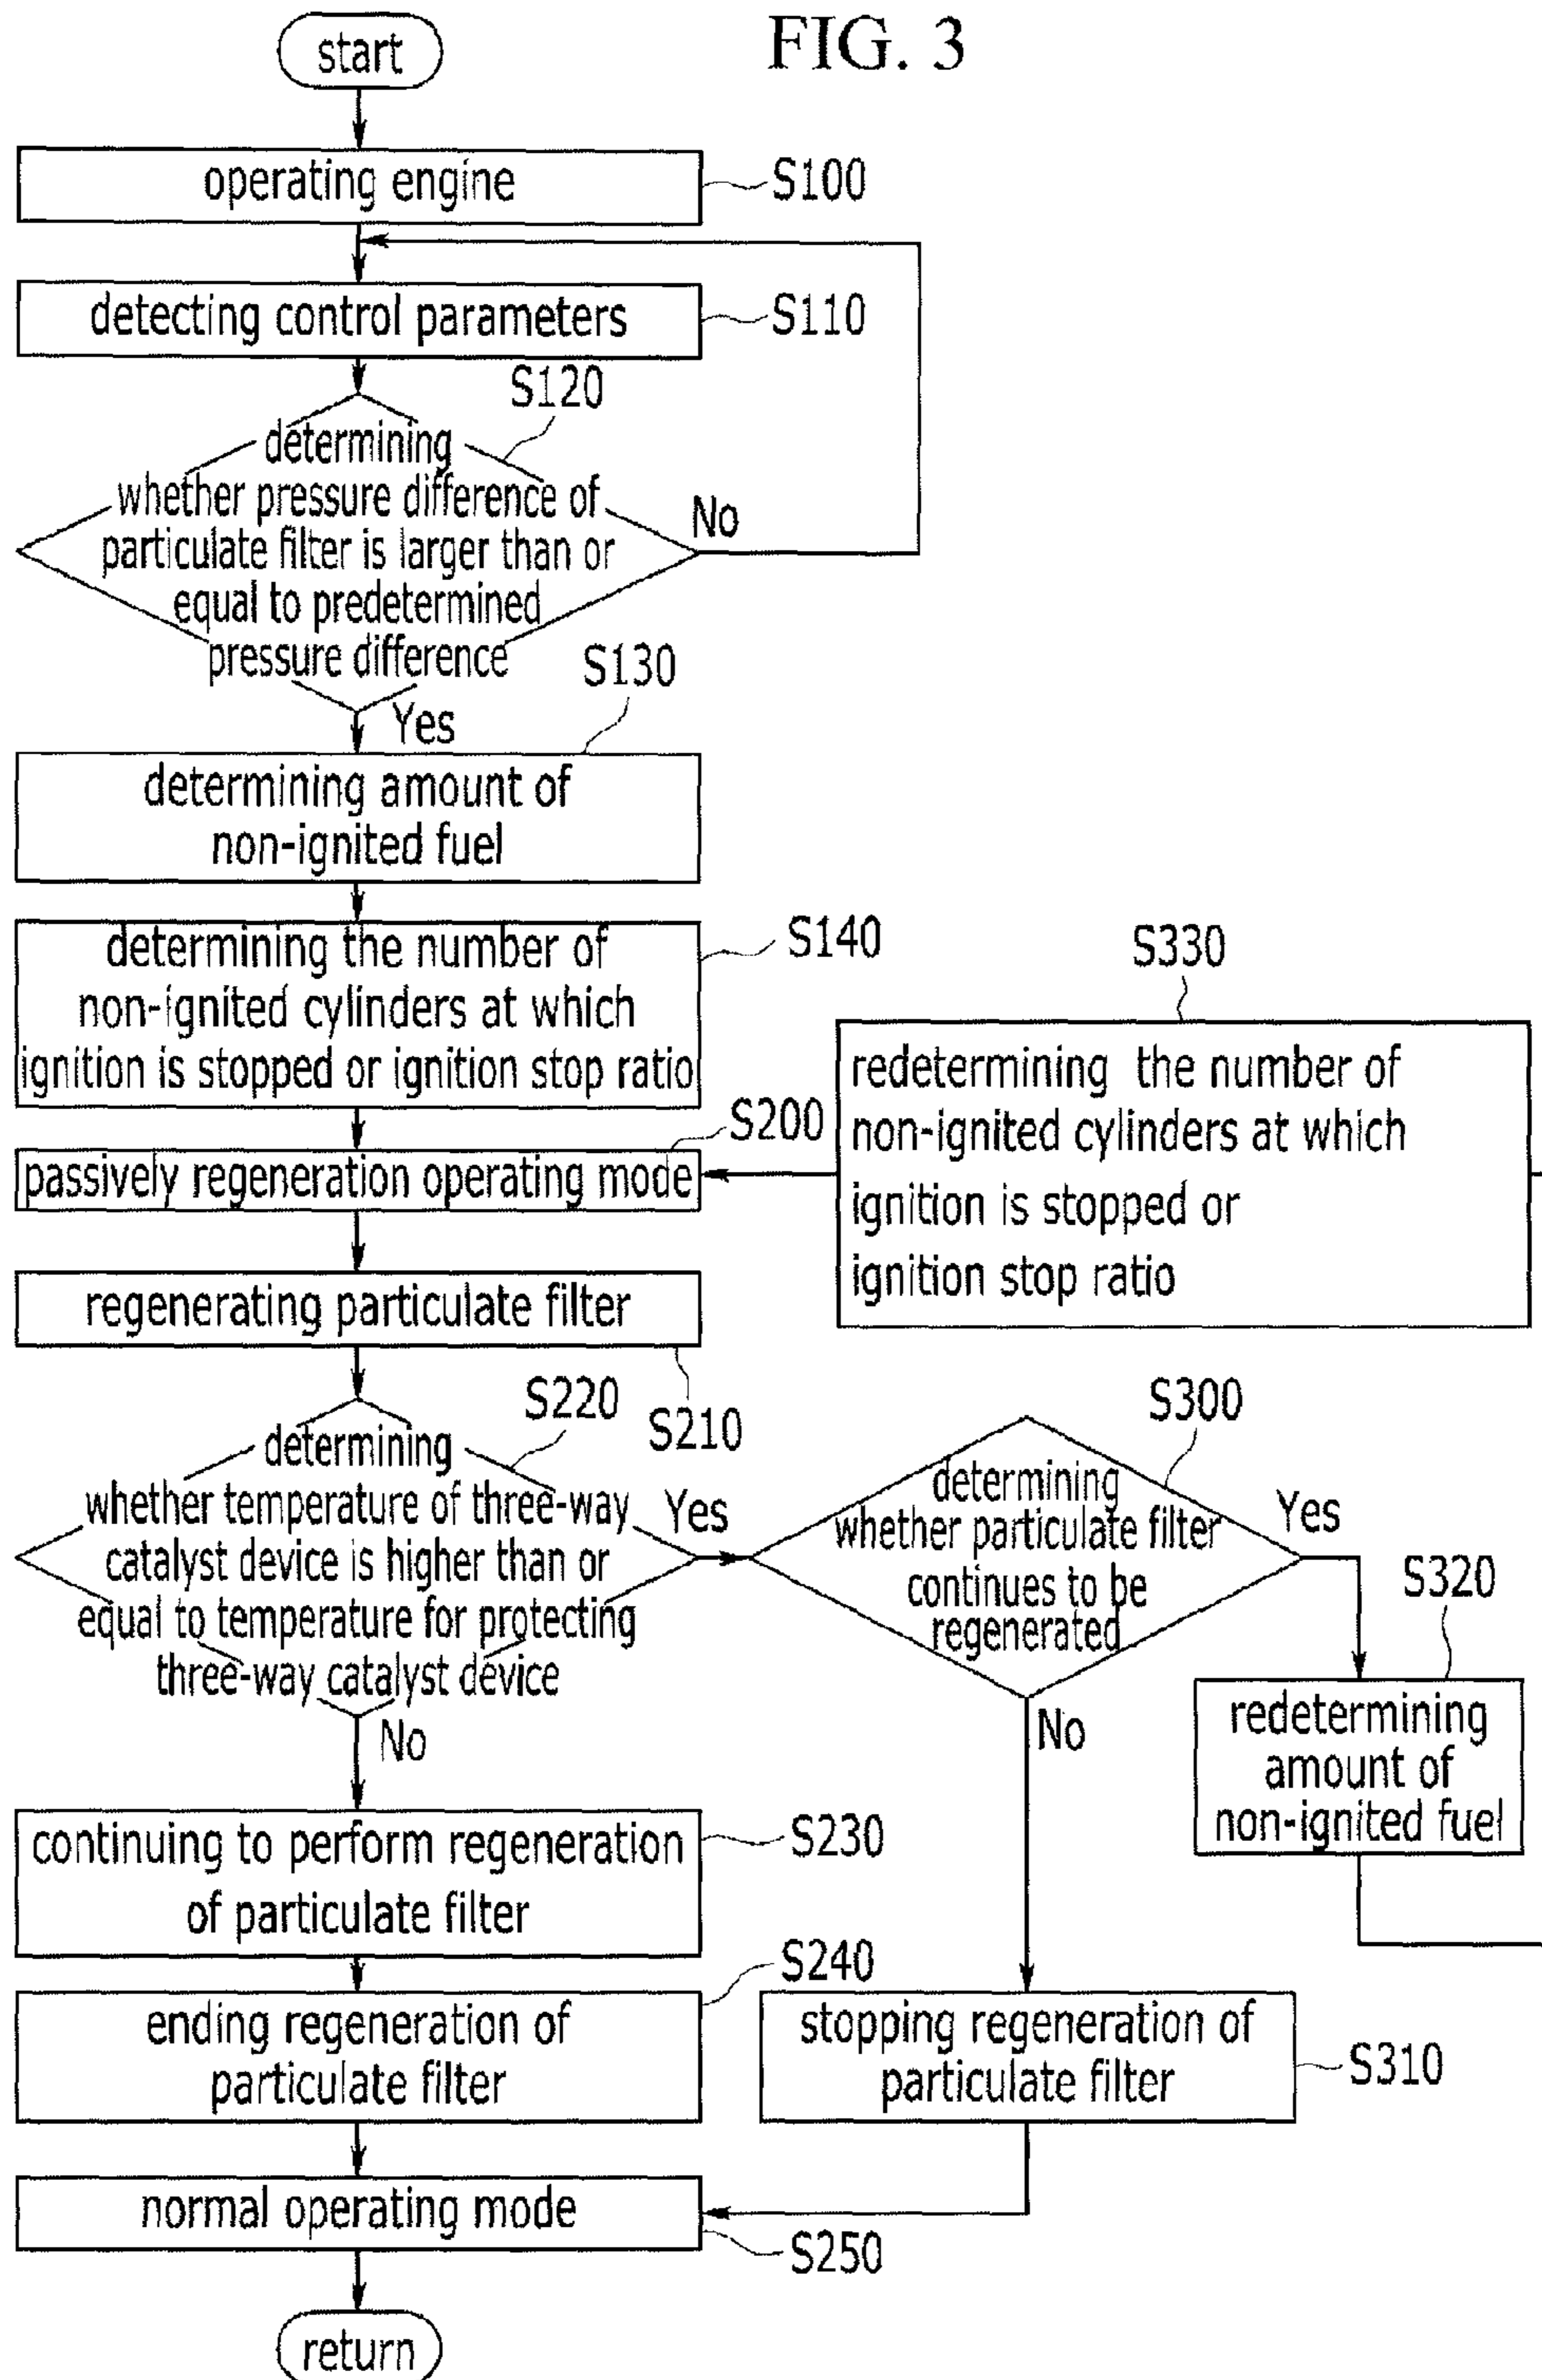 FIG. 3
start
operating engine
S100
detecting control parameters
S110
S120
determining
whether pressure difference of
particulate filter is larger than or
equal to predetermined
pressure difference
No
Yes
S130
determining amount of
non-ignited fuel
determining the number of
non-ignited cylinders at which
ignition is stopped or ignition stop ratio
S140
S330
redetermining the number of
non-ignited cylinders at which
ignition is stopped or
ignition stop ratio
S200
passively regeneration operating mode
regenerating particulate filter
S210
S220
determining
whether temperature of three-way
catalyst device is higher than or
equal to temperature for protecting
three-way catalyst device
Yes
No
S300
determining
whether particulate filter
continues to be
regenerated
Yes
No
S320
redetermining
amount of
non-ignited fuel
continuing to perform regeneration
of particulate filter
S230
S240
ending regeneration of
particulate filter
stopping regeneration of
particulate filter
S310
normal operating mode
S250
return